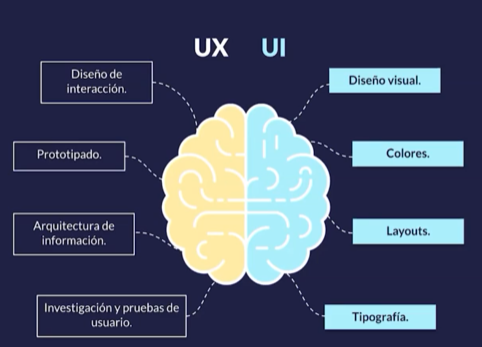 UX UI
Diseño de
interacción.
Prototipado.
Arquitectura de
información.
Investigación y pruebas de
usuario.
Diseño visual.
Colores.
Layouts.
Tipografía.